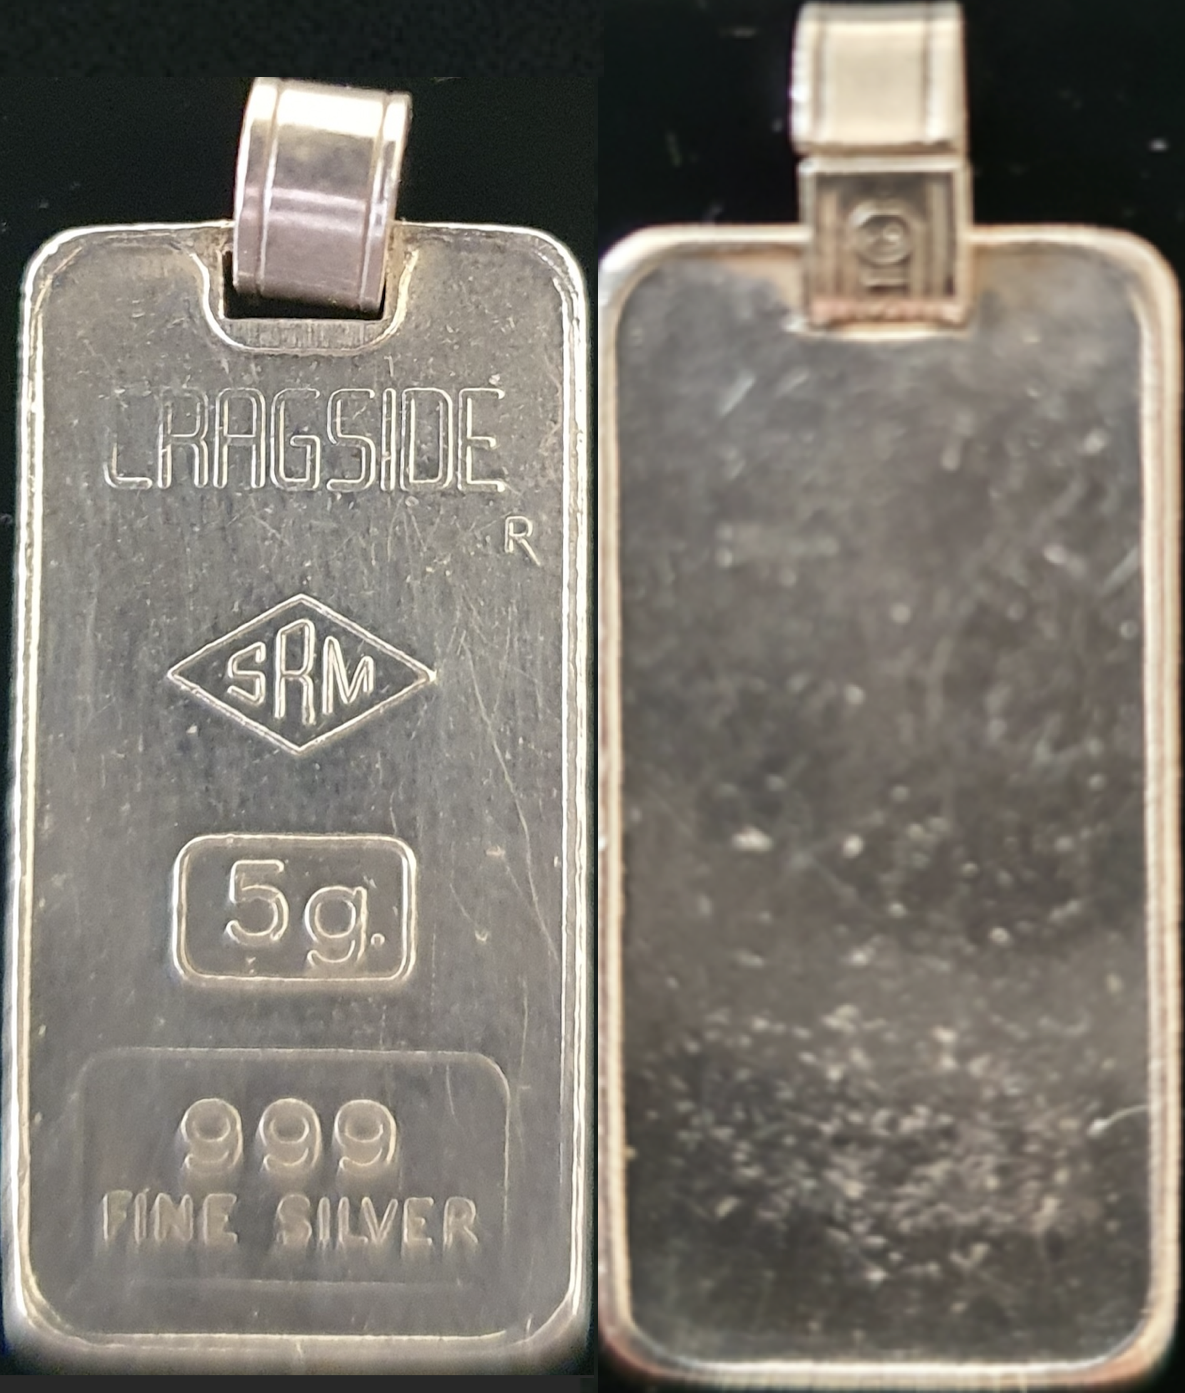 CRAGSIDE
R
SRM
5g.
999
FINE SILVER